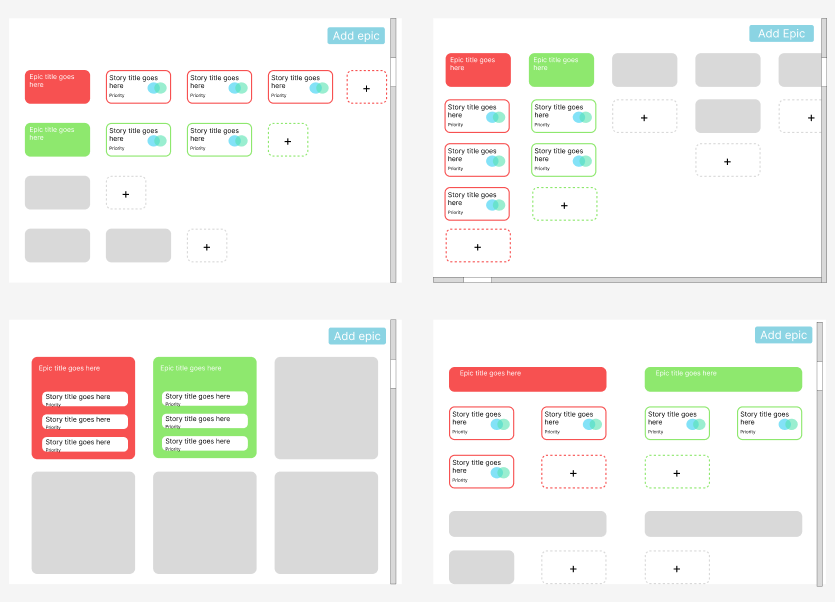 Add epic
Epic title goes
here
Story title goes
here
Priority
Story title goes
here
Priority
Story title goes
here
Priority
+
Epic title goes
here
Story title goes
here
Priority
Story title goes
here
Priority
+
+
+
Add Epic
Epic title goes
here
Epic title goes
here
Story title goes
here
Priority
Story title goes
here
Priority
+
+
Story title goes
here
Priority
Story title goes
here
Priority
+
Story title goes
here
Priority
+
+
Add epic
Epic title goes here
Story title goes here
Priority
Story title goes here
Priority
Story title goes here
Priority
Epic title goes here
Story title goes here
Priority
Story title goes here
Priority
Story title goes here
Priority
Add epic
Epic title goes here
Epic title goes here
Story title goes
here
Priority
Story title goes
here
Priority
Story title goes
here
Priority
Story title goes
here
Priority
Story title goes
here
Priority
+
+
+
+